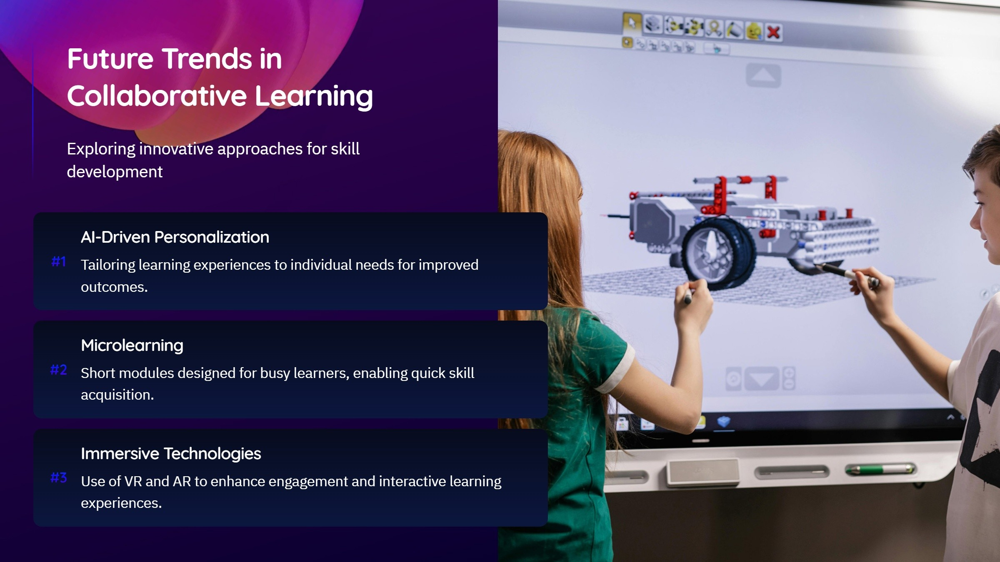 Future Trends in
Collaborative Learning
Exploring innovative approaches for skill
development
AI-Driven Personalization
#1
Tailoring learning experiences to individual needs for improved
outcomes.
Microlearning
#2
Short modules designed for busy learners, enabling quick skill
acquisition.
Immersive Technologies
#3
Use of VR and AR to enhance engagement and interactive learning
experiences.